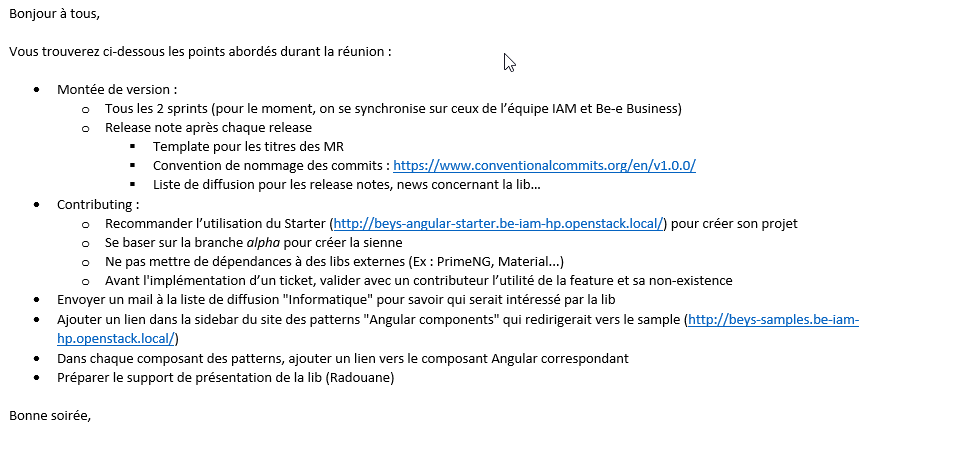 Bonjour à tous,
Vous trouverez ci-dessous les points abordés durant la réunion :
• Montée de version :
o Tous les 2 sprints (pour le moment, on se synchronise sur ceux de l’équipe IAM et Be-e Business)
o Release note après chaque release
▪ Template pour les titres des MR
▪ Convention de nommage des commits : https://www.conventionalcommits.org/en/v1.0.0/
▪ Liste de diffusion pour les release notes, news concernant la lib…
• Contributing :
o Recommander l’utilisation du Starter (http://beys-angular-starter.be-iam-hp.openstack.local/) pour créer son projet
o Se baser sur la branche alpha pour créer la sienne
o Ne pas mettre de dépendances à des libs externes (Ex : PrimeNG, Material...)
o Avant l'implémentation d’un ticket, valider avec un contributeur l’utilité de la feature et sa non-existence
• Envoyer un mail à la liste de diffusion "Informatique" pour savoir qui serait intéressé par la lib
• Ajouter un lien dans la sidebar du site des patterns "Angular components" qui redirigerait vers le sample (http://beys-samples.be-iam-
hp.openstack.local/)
• Dans chaque composant des patterns, ajouter un lien vers le composant Angular correspondant
• Préparer le support de présentation de la lib (Radouane)
Bonne soirée,